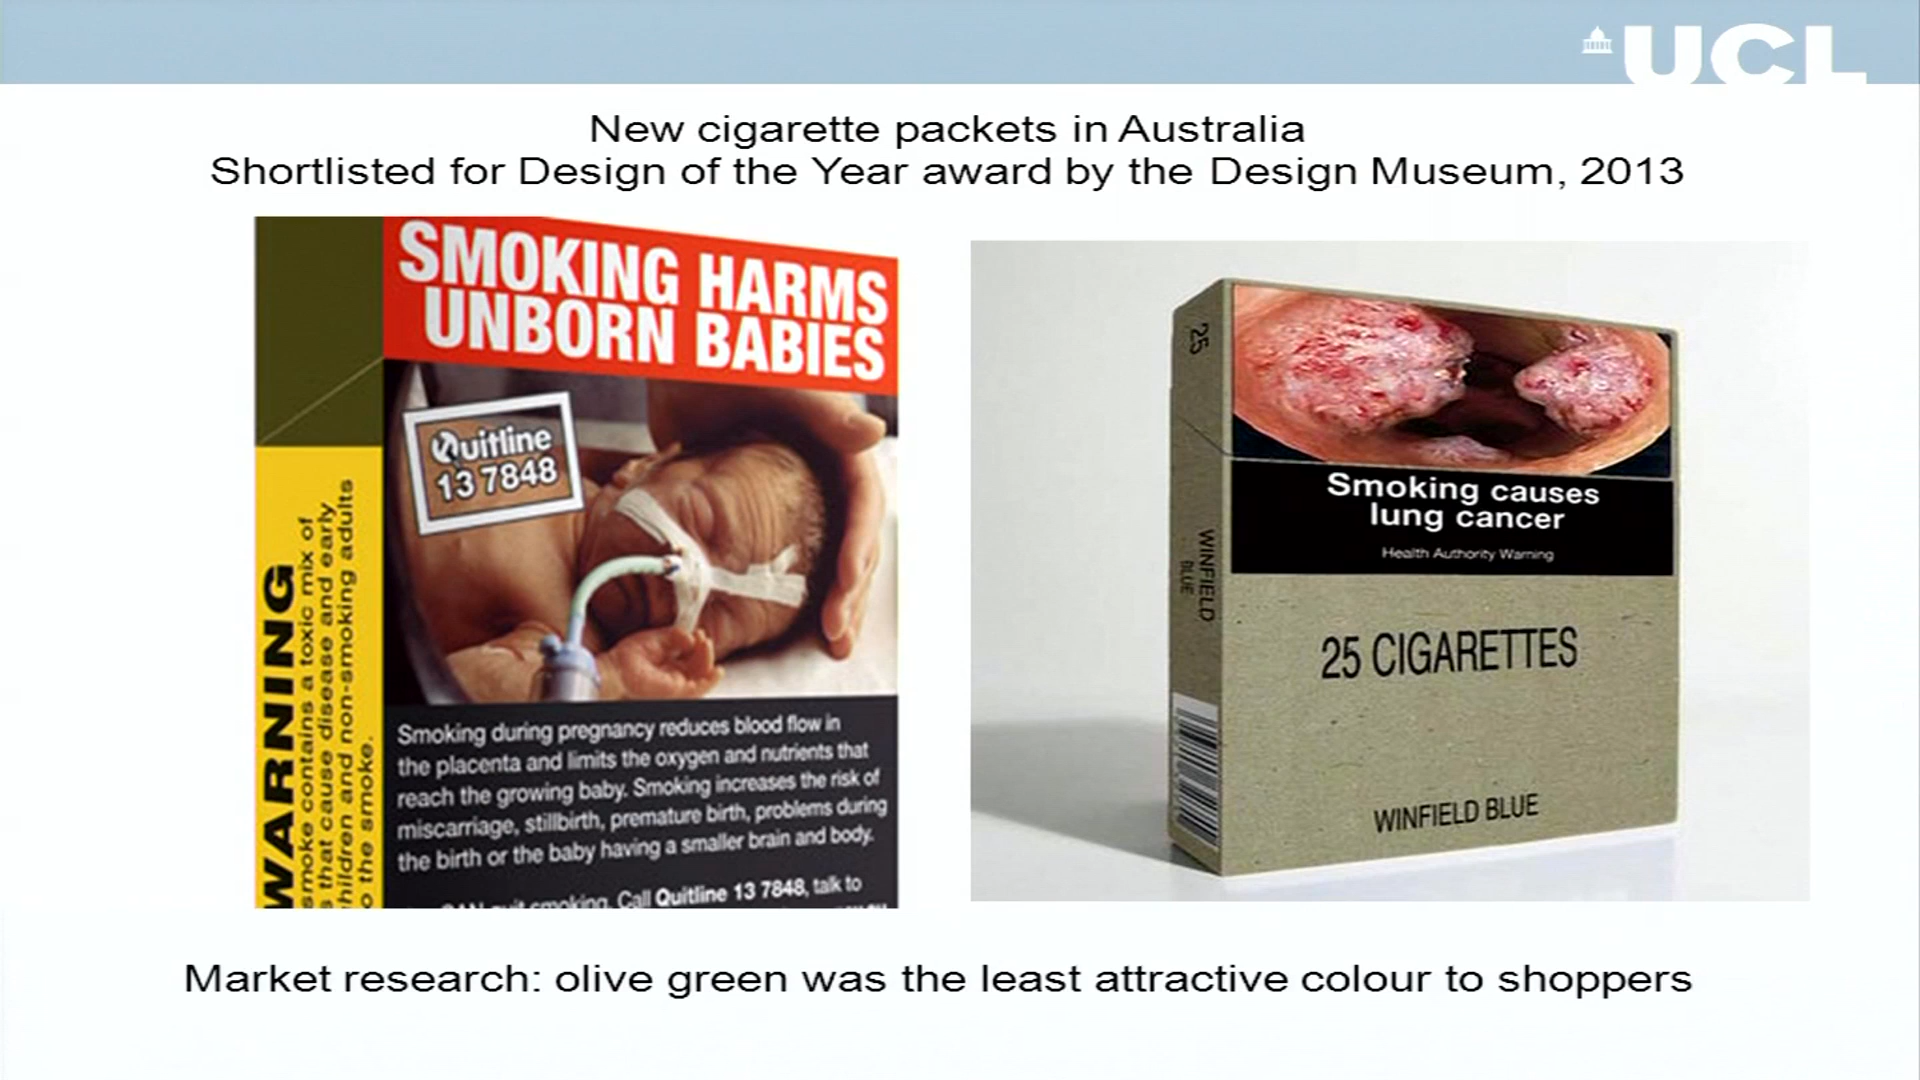 UCL
New cigarette packets in Australia
Shortlisted for Design of the Year award by the Design Museum, 2013
SMOKING HARMS
UNBORN BABIES
Quitline
13 7848
WARNING
smoke contains a toxic mix of
that cause disease and early
hildren and non-smoking adults
o the smoke.
Smoking during pregnancy reduces blood flow in
the placenta and limits the oxygen and nutrients that
reach the growing baby. Smoking increases the risk of
miscarriage, stillbirth, premature birth, problems during
the birth or the baby having a smaller brain and body.
CAN quit smoking. Call Quitline 13 7848, talk to
25
WINFIELD
BLUE
Smoking causes
lung cancer
Health Authority Warning
25 CIGARETTES
WINFIELD BLUE
Market research: olive green was the least attractive colour to shoppers